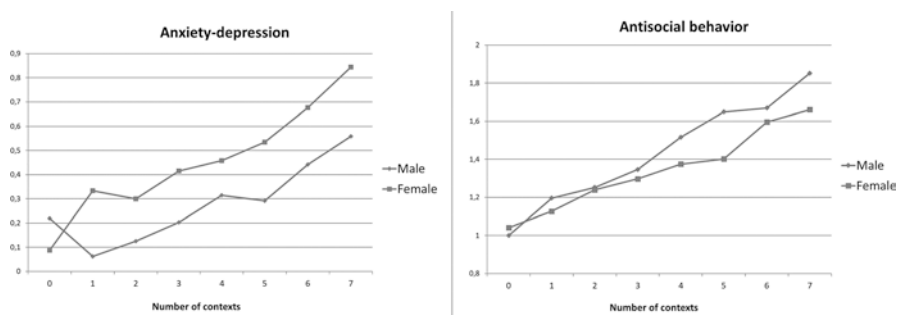 Anxiety-depression
0,9
0,8
0,7
0,6
0,5
0,4
0,3
0,2
0,1
0
0 1 2 3 4 5 6 7
Number of contexts
Male
Female
Antisocial behavior
2
1,8
1,6
1,4
1,2
1
0,8
0 1 2 3 4 5 6 7
Number of contexts
Male
Female